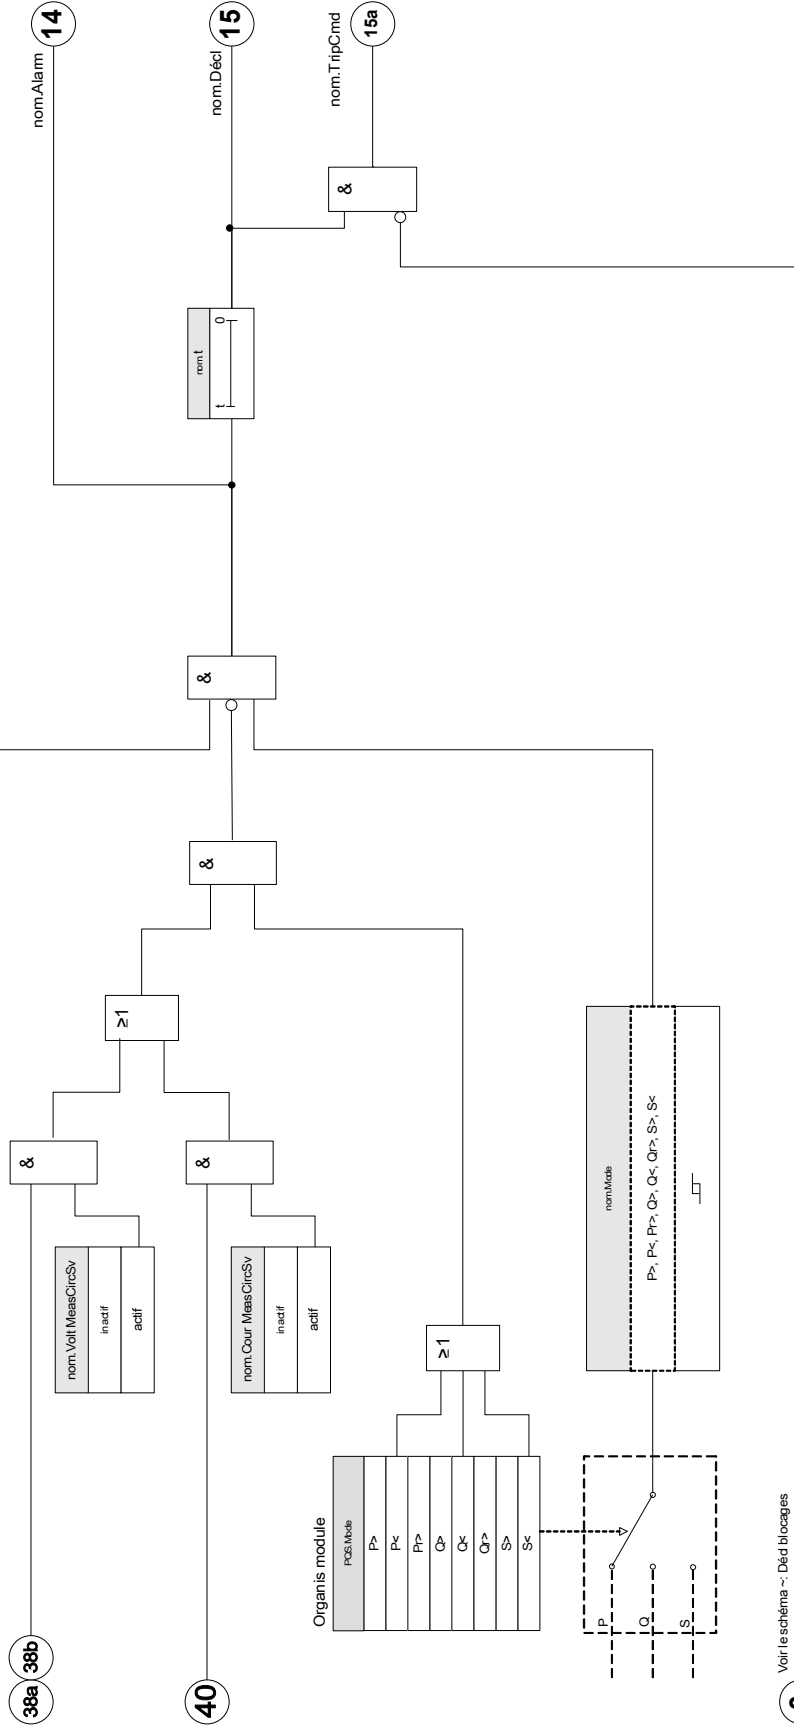 14
nom.Alarm
15
nom.Décl
15a
nom.TripCmd
&
nom.t
t
0
&
&
≥1
&
&
nom.Volt MeasCircSv
inactif
actif
nom.Cour MeasCircSv
inactif
actif
38a
38b
40
≥1
Organis module
PQS.Mode
P>
P<
Pr>
Q>
Q<
Qr>
S>
S<
nom.Mode
P>, P<, Pr>, Q>, Q<, Qr>, S>, S<
P
Q
S
Voir le schéma ~: Décl blocages